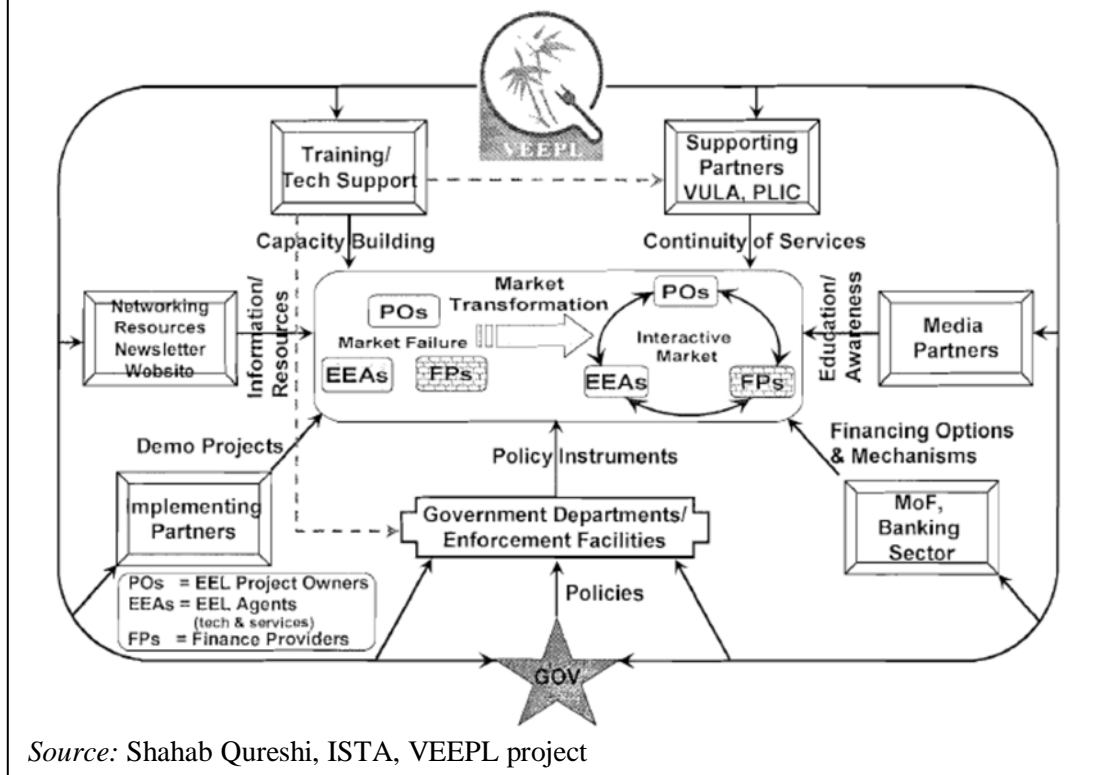 VEEPL
Training/
Tech Support
Supporting
Partners
VULA, PLIC
Capacity Building
Continuity of Services
Networking
Resources
Newsletter
Website
Information/
Resources
Market
Transformation
POs
Market Failure
EEAs
FPs
POs
Interactive
Market
EEAs
FPs
Education/
Awareness
Media
Partners
Demo Projects
Policy Instruments
Financing Options
& Mechanisms
Implementing
Partners
Government Departments/
Enforcement Facilities
MoF,
Banking
Sector
POs = EEL Project Owners
EEAs = EEL Agents
(tech & services)
FPs = Finance Providers
Policies
GOV
Source: Shahab Qureshi, ISTA, VEEPL project